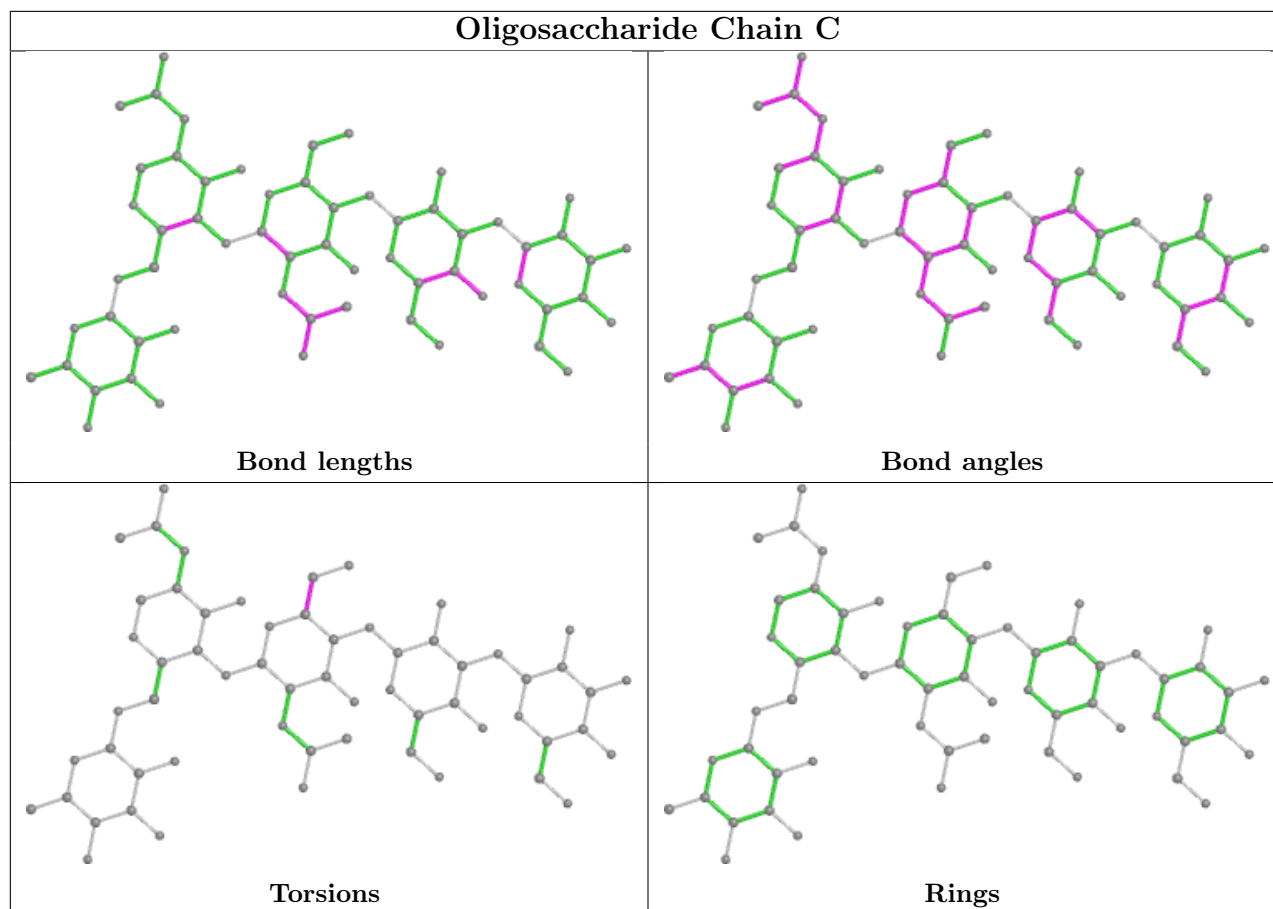 Oligosaccharide Chain C
Bond lengths
Bond angles
Torsions
Rings